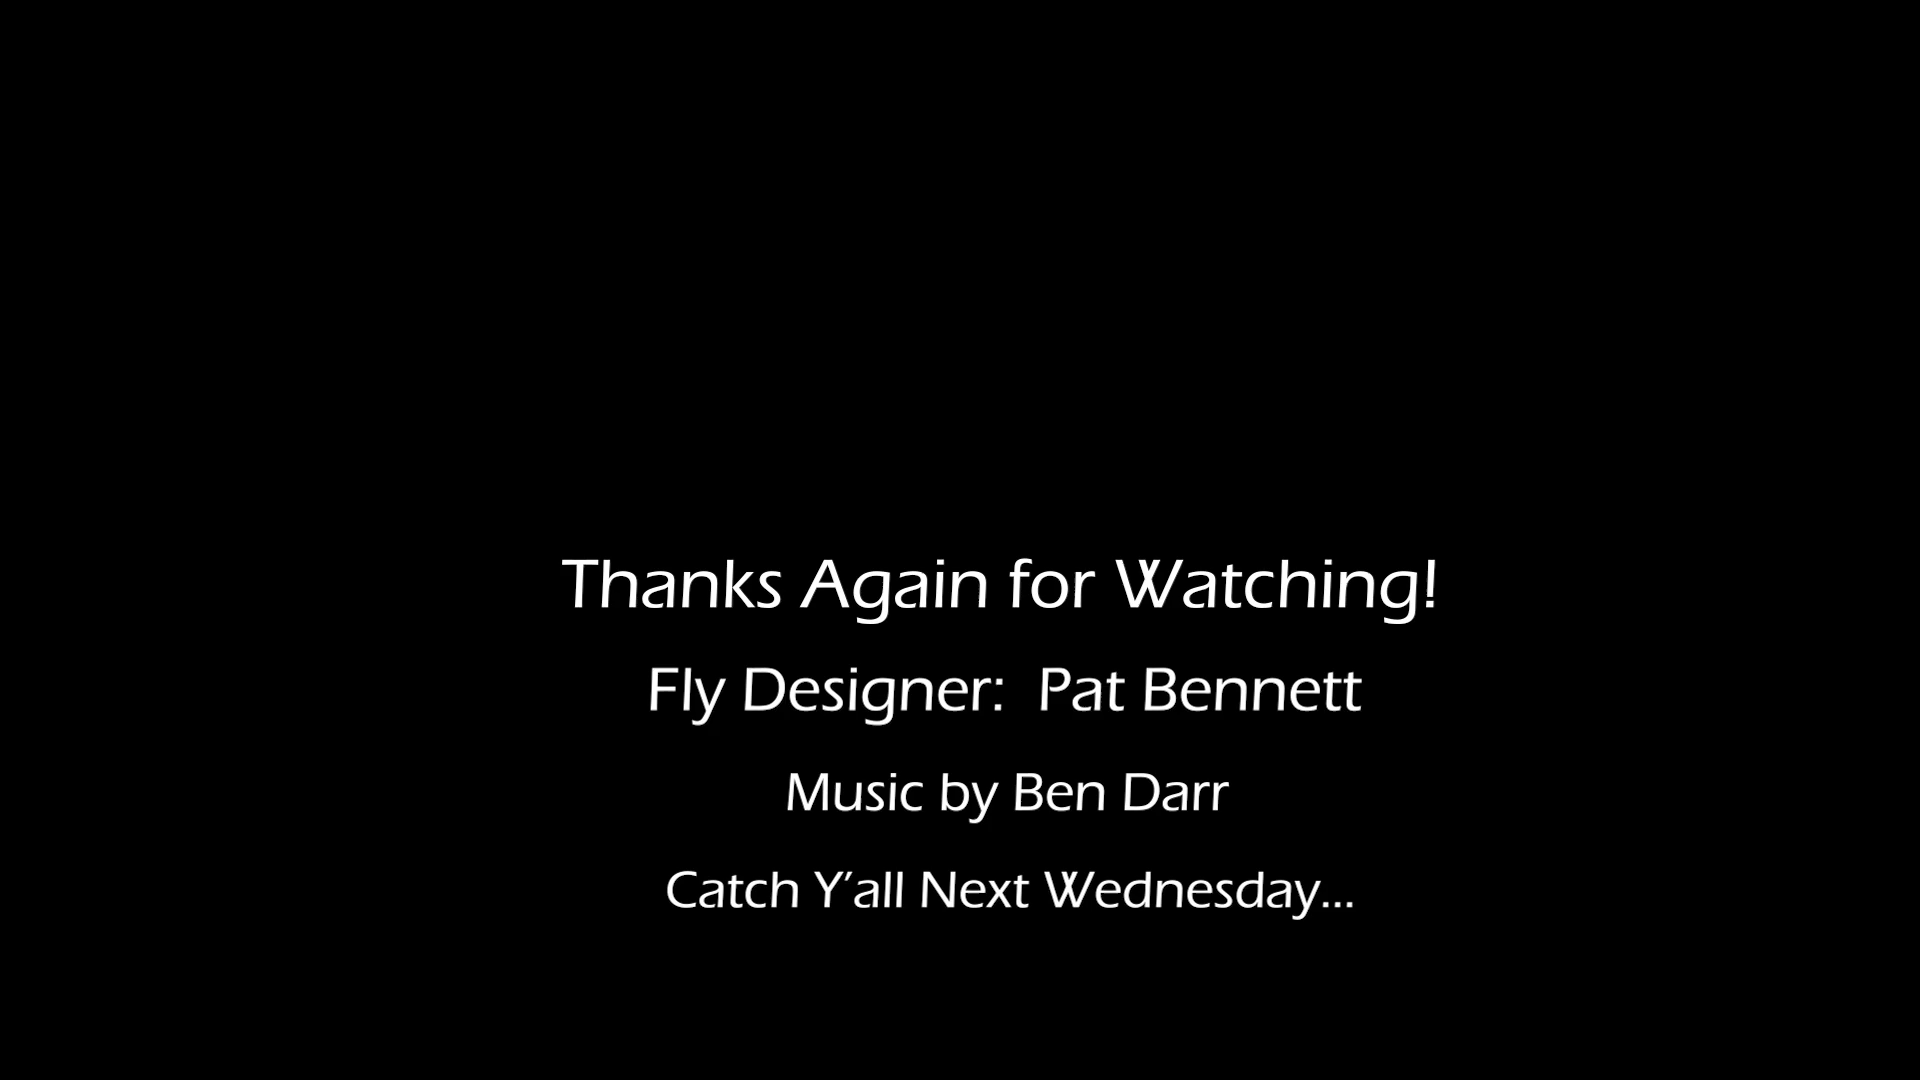 Thanks Again for Watching!
Fly Designer:  Pat Bennett
Music by Ben Darr
Catch Y’all Next Wednesday...